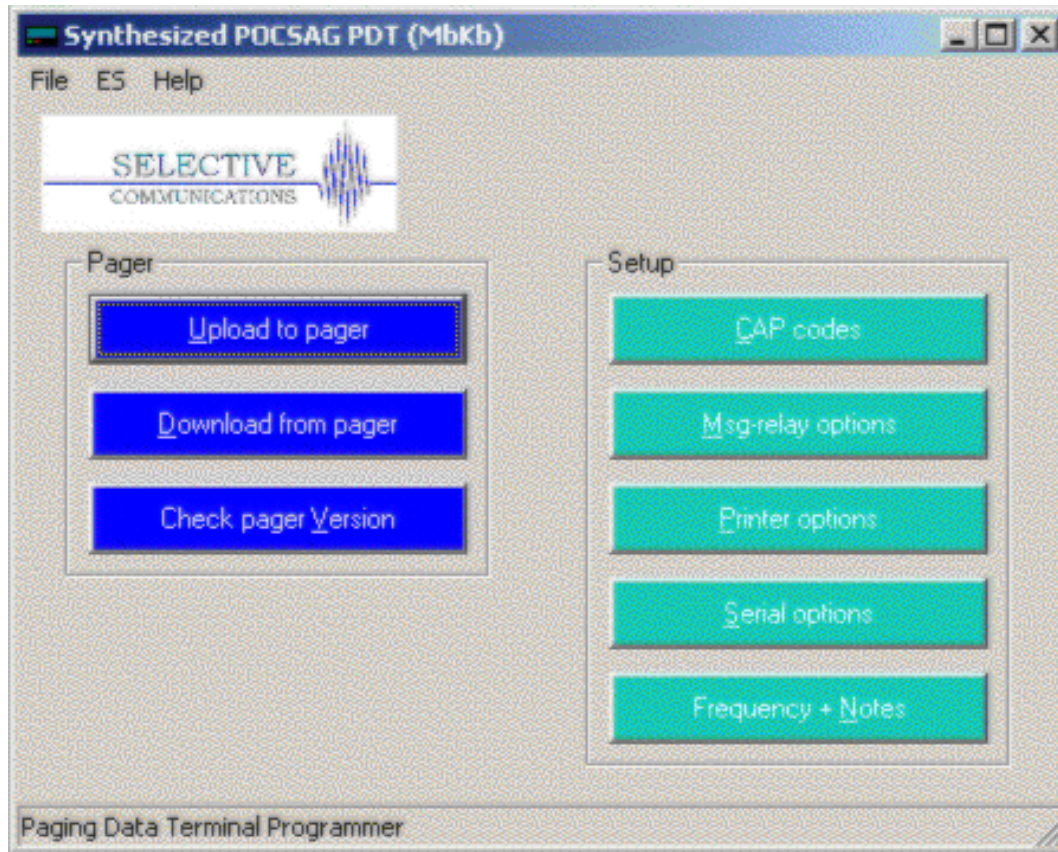 Synthesized POCSAG PDT (MbKb)
File ES Help
SELECTIVE
COMMUNICATIONS
Pager
Upload to pager
Download from pager
Check pager Version
Setup
CAP codes
Msg-relay options
Printer options
Serial options
Frequency + Notes
Paging Data Terminal Programmer